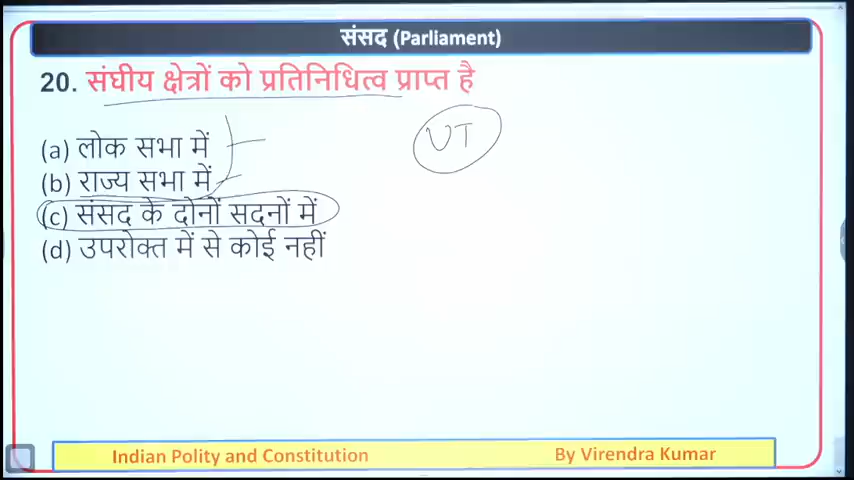 संसद (Parliament)
20. संघीय क्षेत्रों को प्रतिनिधित्व प्राप्त है
UT
(a) लोक सभा में
(b) राज्य सभा में
(c) संसद के दोनों सदनों में
(d) उपरोक्त में से कोई नहीं
Indian Polity and Constitution
By Virendra Kumar